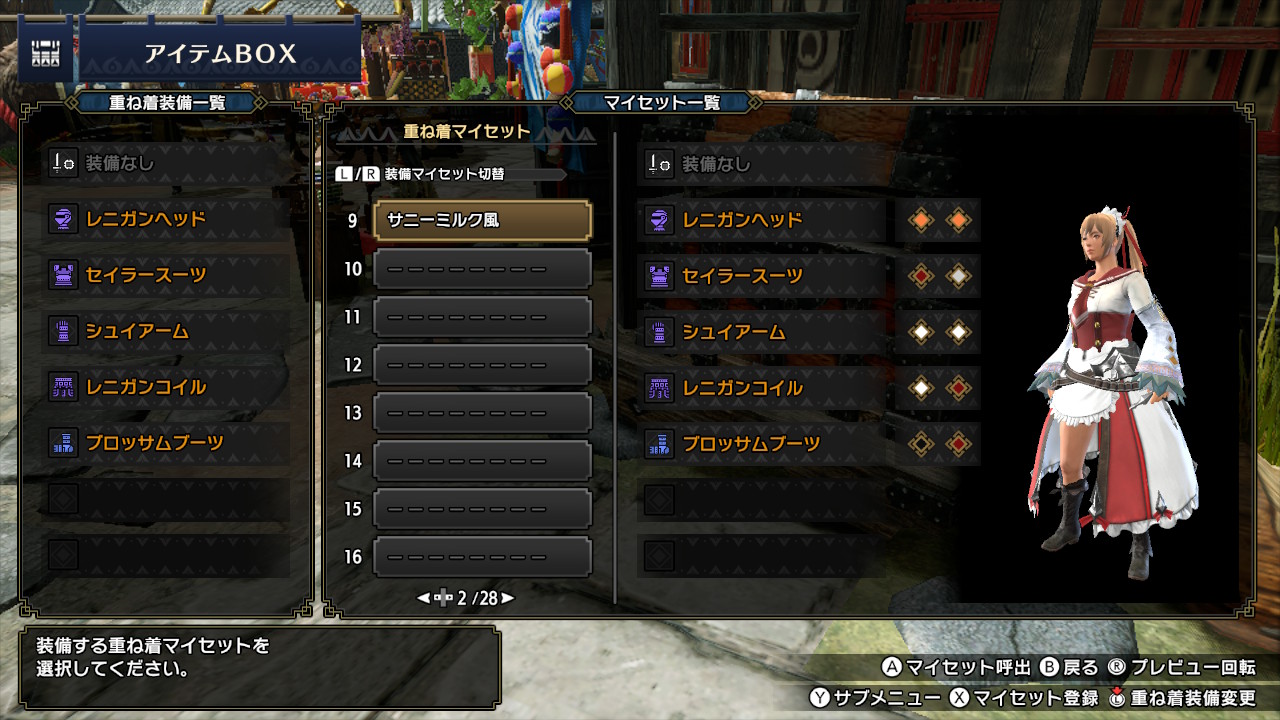 アイテムBOX
重ね着装備一覧
装備なし
レニガンヘッド
セイラースーツ
シュイアーム
レニガンコイル
ブロッサムブーツ
マイセット一覧
重ね着マイセット
L/R 装備マイセット切替
9 サニーミルク風
10 --------
11 --------
12 --------
13 --------
14 --------
15 --------
16 --------
2 /28
装備なし
レニガンヘッド
セイラースーツ
シュイアーム
レニガンコイル
ブロッサムブーツ
装備する重ね着マイセットを
選択してください。
Aマイセット呼出 B戻る Rプレビュー回転
Yサブメニュー Xマイセット登録 L重ね着装備変更